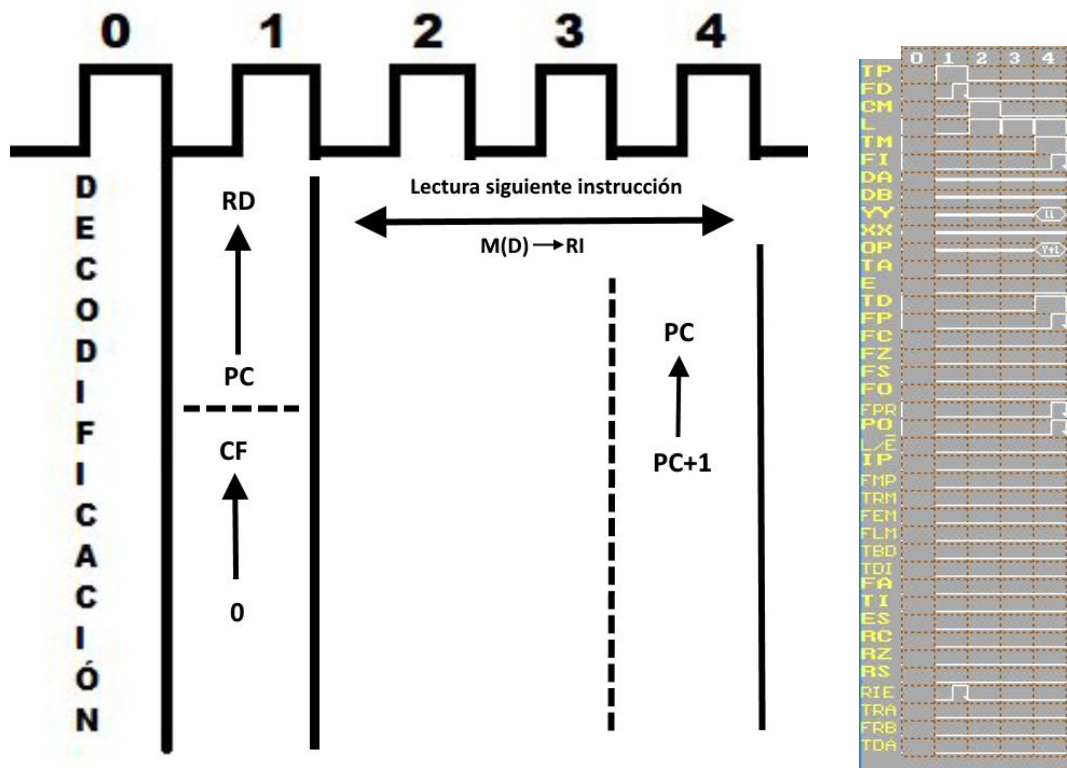 0 1 2 3 4
DECODIFICACIÓN
RD
PC
CF
0
Lectura siguiente instrucción
M(D) → RI
PC
PC+1
0 1 2 3 4
TP
FD
CM
L
TM
FI
DA
DB
YY
XX
OP
TA
E
TD
FP
FC
FZ
FS
FO
FPR
PO
L/E̅
IP
FMP
TRM
FEM
FLM
TBD
TDI
FA
TI
ES
RC
RZ
RS
RIE
TRA
FRB
TDA